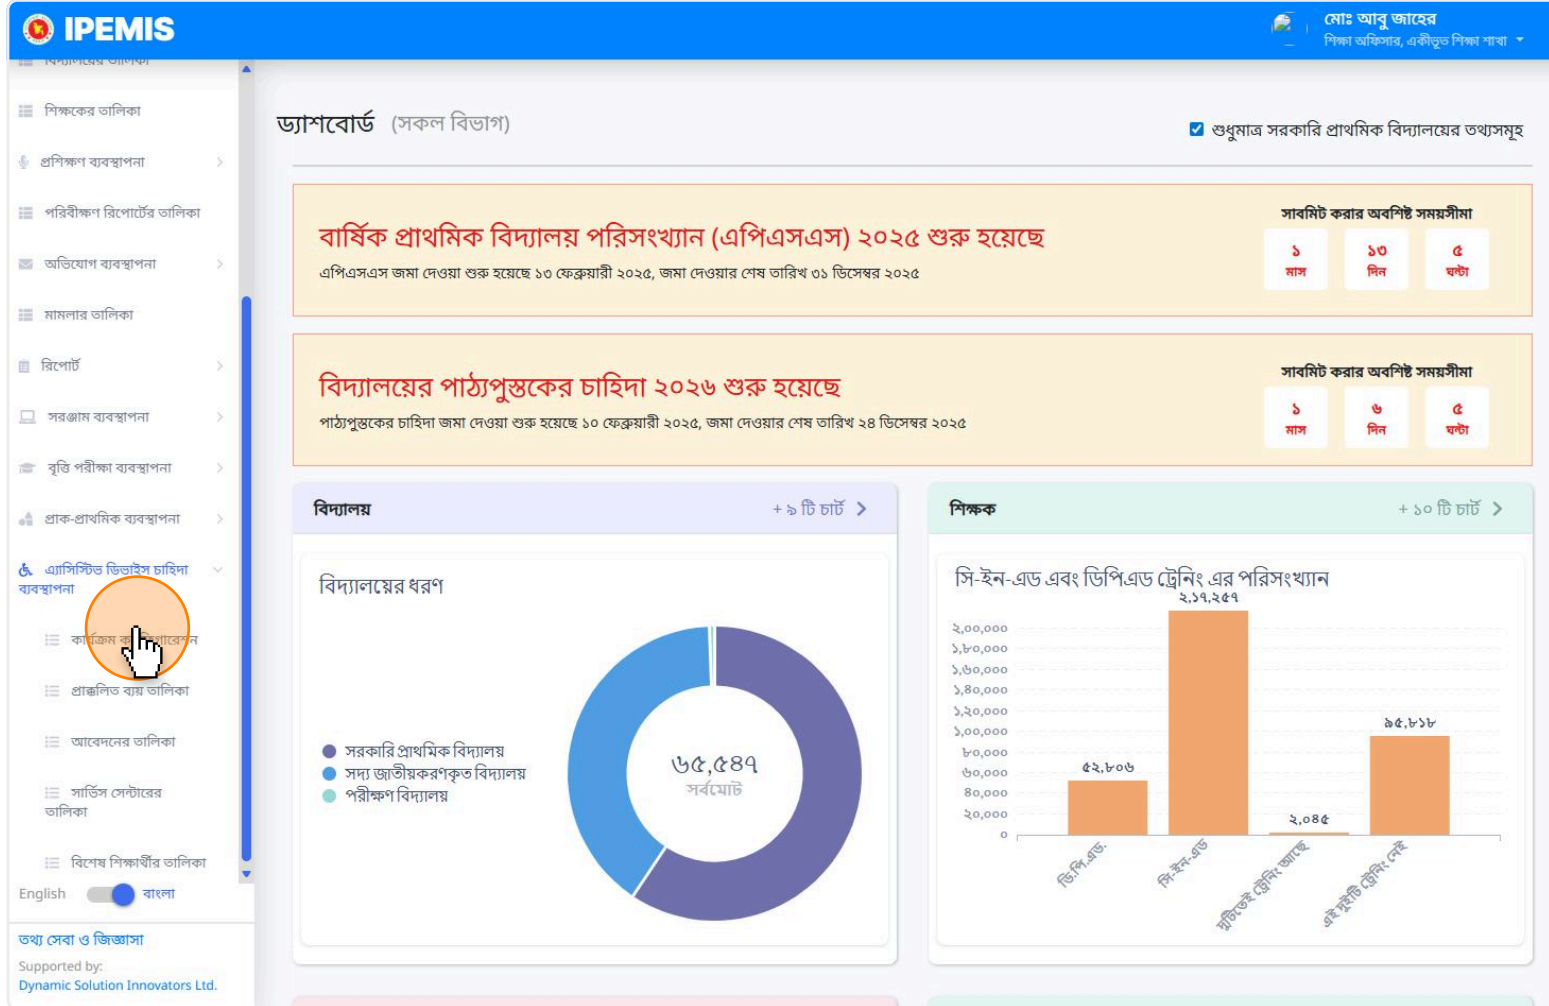 IPEMIS
মোঃ আবু জাহের
শিক্ষা অফিসার, একীভূত শিক্ষা শাখা
বিদ্যালয়ের তালিকা
শিক্ষকের তালিকা
প্রশিক্ষণ ব্যবস্থাপনা
পরিবীক্ষণ রিপোর্টের তালিকা
অভিযোগ ব্যবস্থাপনা
মামলার তালিকা
রিপোর্ট
সরঞ্জাম ব্যবস্থাপনা
বৃত্তি পরীক্ষা ব্যবস্থাপনা
প্রাক-প্রাথমিক ব্যবস্থাপনা
এ্যাসিস্টিভ ডিভাইস চাহিদা
ব্যবস্থাপনা
কার্যক্রম
প্রাক্কলিত ব্যয় তালিকা
আবেদনের তালিকা
সার্ভিস সেন্টারের
তালিকা
বিশেষ শিক্ষার্থীর তালিকা
English বাংলা
তথ্য সেবা ও জিজ্ঞাসা
Supported by:
Dynamic Solution Innovators Ltd.
ড্যাশবোর্ড (সকল বিভাগ)
শুধুমাত্র সরকারি প্রাথমিক বিদ্যালয়ের তথ্যসমূহ
বার্ষিক প্রাথমিক বিদ্যালয় পরিসংখ্যান (এপিএসএস) ২০২৫ শুরু হয়েছে
এপিএসএস জমা দেওয়া শুরু হয়েছে ১৩ ফেব্রুয়ারী ২০২৫, জমা দেওয়ার শেষ তারিখ ৩১ ডিসেম্বর ২০২৫
সাবমিট করার অবশিষ্ট সময়সীমা
১ ১৩ ৫
মাস দিন ঘন্টা
বিদ্যালয়ের পাঠ্যপুস্তকের চাহিদা ২০২৬ শুরু হয়েছে
পাঠ্যপুস্তকের চাহিদা জমা দেওয়া শুরু হয়েছে ১০ ফেব্রুয়ারী ২০২৫, জমা দেওয়ার শেষ তারিখ ২৪ ডিসেম্বর ২০২৫
সাবমিট করার অবশিষ্ট সময়সীমা
১ ৬ ৫
মাস দিন ঘন্টা
বিদ্যালয় + ৯ টি চার্ট
বিদ্যালয়ের ধরণ
সরকারি প্রাথমিক বিদ্যালয়
সদ্য জাতীয়করণকৃত বিদ্যালয়
পরীক্ষণ বিদ্যালয়
৬৫,৫৪৭
সর্বমোট
শিক্ষক + ১০ টি চার্ট
সি-ইন-এড এবং ডিপিএড ট্রেনিং এর পরিসংখ্যান
২,১৭,২৫৭
২,০০,০০০
১,৮০,০০০
১,৬০,০০০
১,৪০,০০০
১,২০,০০০
১,০০,০০০
৮০,০০০
৬০,০০০
৪০,০০০
২০,০০০
০
৫২,৮০৬
২,০৪৫
৯৫,৮১৮
ডি.পি.এড.
সি-ইন-এড
দুটিতেই ট্রেনিং আছে
এই দুইটি ট্রেনিং নেই